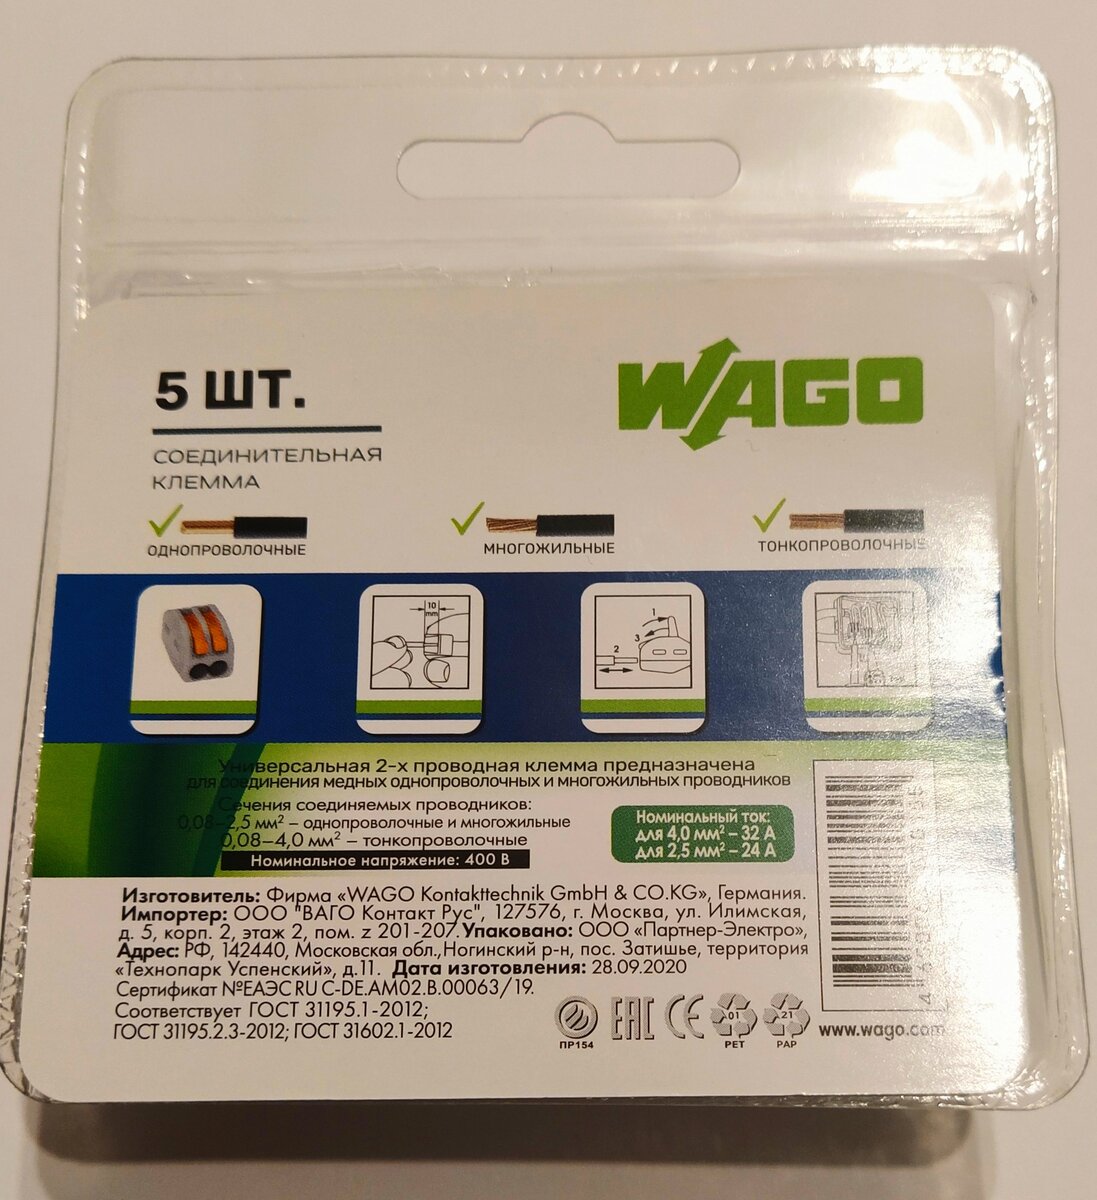 5 ШТ.
WAGO
СОЕДИНИТЕЛЬНАЯ
КЛЕММА
ОДНОПРОВОЛОЧНЫЕ
МНОГОЖИЛЬНЫЕ
ТОНКОПРОВОЛОЧНЫЕ
10
mm
1
2
3
Универсальная 2-х проводная клемма предназначена
для соединения медных однопроволочных и многожильных проводников
Сечения соединяемых проводников:
0,08–2,5 мм² – однопроволочные и многожильные
0,08–4,0 мм² – тонкопроволочные
Номинальное напряжение: 400 В
Номинальный ток:
для 4,0 мм² – 32 А
для 2,5 мм² – 24 А
Изготовитель: Фирма «WAGO Kontakttechnik GmbH & CO.KG», Германия.
Импортер: ООО "ВАГО Контакт Рус", 127576, г. Москва, ул. Илимская,
д. 5, корп. 2, этаж 2, пом. z 201-207. Упаковано: ООО «Партнер-Электро»,
Адрес: РФ, 142440, Московская обл.,Ногинский р-н, пос. Затишье, территория
«Технопарк Успенский», д.11. Дата изготовления: 28.09.2020
Сертификат №ЕАЭС RU C-DE.AM02.B.00063/19.
Соответствует ГОСТ 31195.1-2012;
ГОСТ 31195.2.3-2012; ГОСТ 31602.1-2012
ПР154
EAC
CE
01
PET
21
PAP
www.wago.com